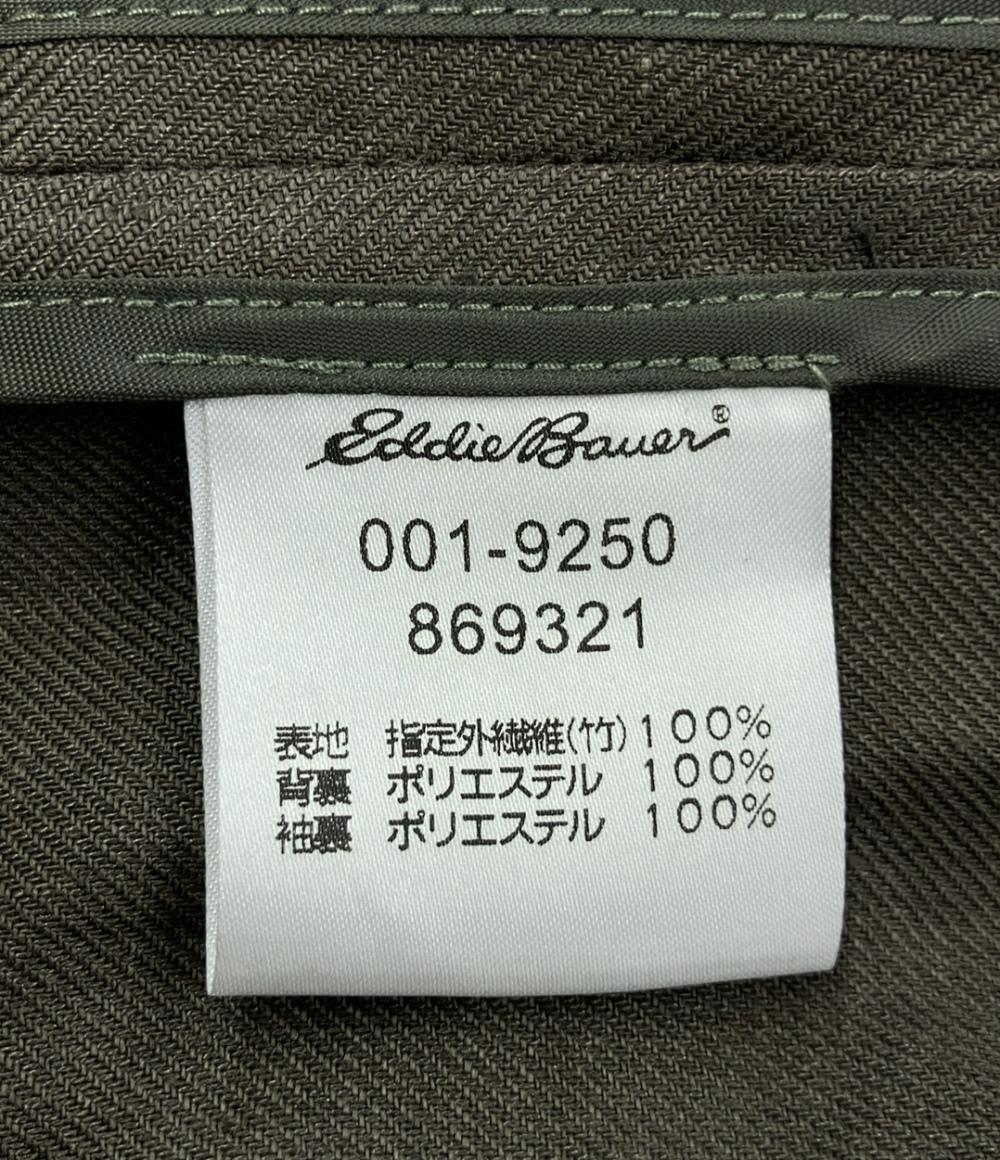 Eddie Bauer®
001-9250
869321
表地 指定外繊維(竹) 100%
背裏 ポリエステル 100%
袖裏 ポリエステル 100%